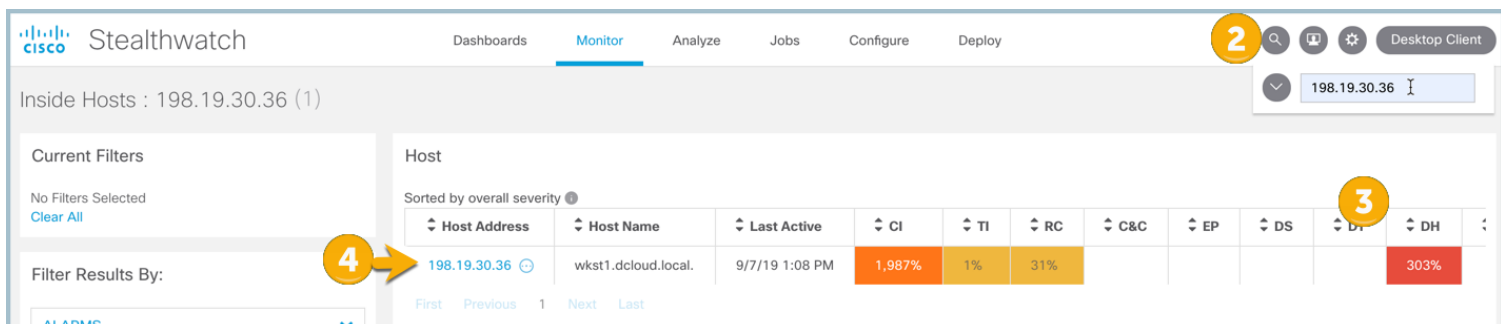 cisco Stealthwatch Dashboards Monitor Analyze Jobs Configure Deploy 2 Desktop Client
198.19.30.36
Inside Hosts : 198.19.30.36 (1)
Current Filters
No Filters Selected
Clear All
Filter Results By:
Host
Sorted by overall severity
3
Host Address Host Name Last Active CI TI RC C&C EP DS DH
4 198.19.30.36 wkst1.dcloud.local. 9/7/19 1:08 PM 1,987% 1% 31% 303%
First Previous 1 Next Last